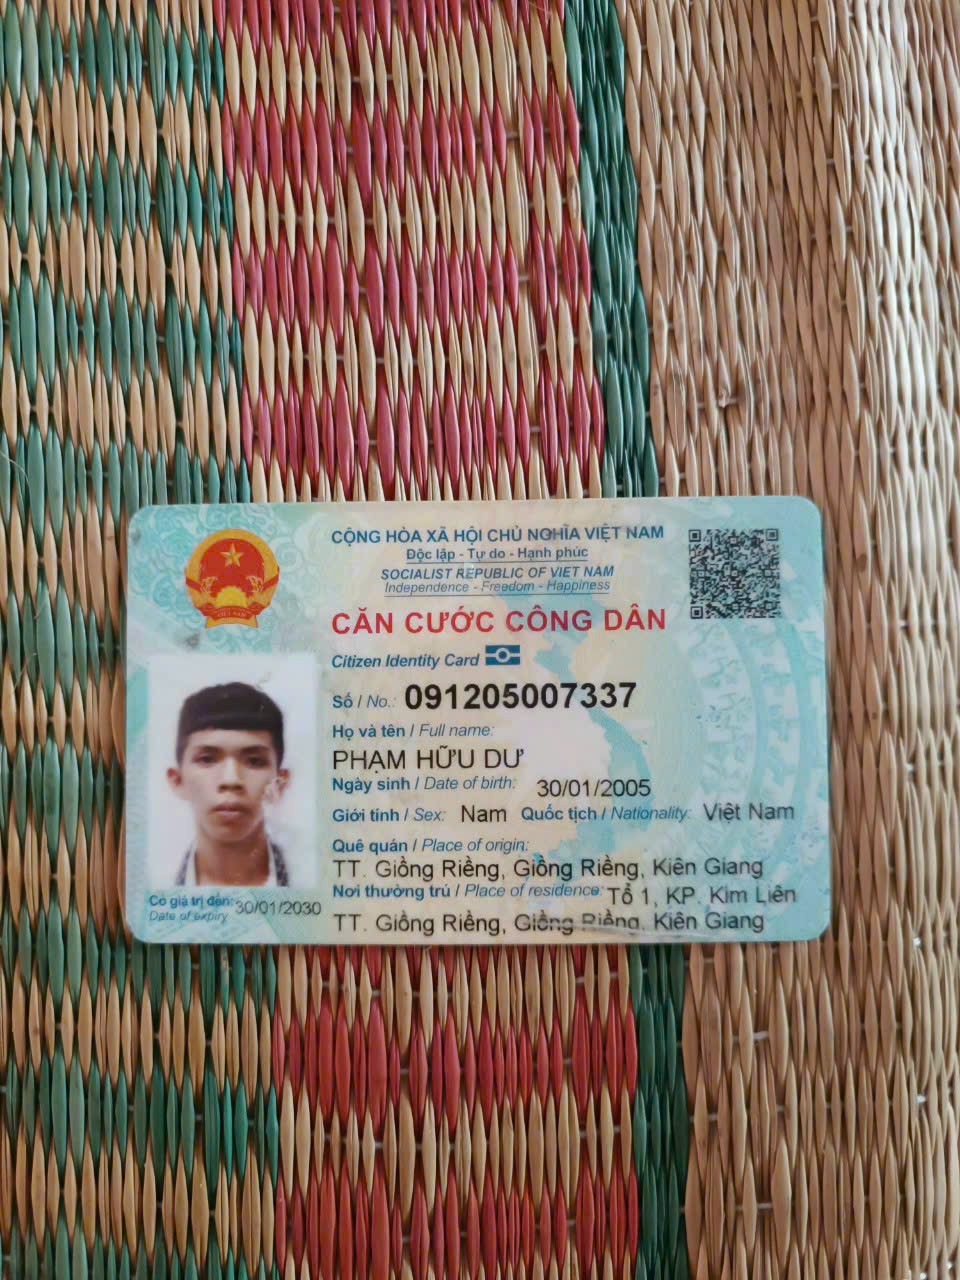 CỘNG HÒA XÃ HỘI CHỦ NGHĨA VIỆT NAM
Độc lập - Tự do - Hạnh phúc
SOCIALIST REPUBLIC OF VIET NAM
Independence - Freedom - Happiness
CĂN CƯỚC CÔNG DÂN
Citizen Identity Card
Số / No.: 091205007337
Họ và tên / Full name:
PHẠM HỮU DƯ
Ngày sinh / Date of birth: 30/01/2005
Giới tính / Sex: Nam Quốc tịch / Nationality: Việt Nam
Quê quán / Place of origin:
TT. Giồng Riềng, Giồng Riềng, Kiên Giang
Nơi thường trú / Place of residence: Tổ 1, KP. Kim Liên
TT. Giồng Riềng, Giồng Riềng, Kiên Giang
Có giá trị đến: 30/01/2030
Date of expiry
VIỆT NAM